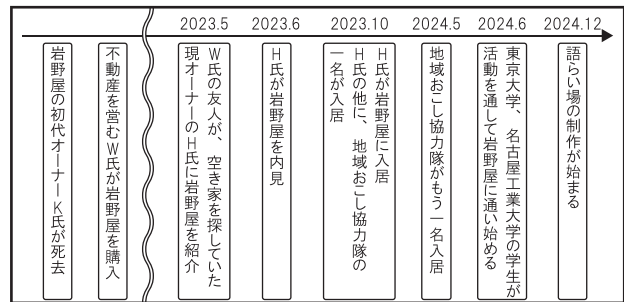 2023.5
2023.6
2023.10
2024.5
2024.6
2024.12
岩野屋の初代オーナーK氏が死去
不動産を営むW氏が岩野屋を購入
W氏の友人が、空き家を探していた
現オーナーのH氏に岩野屋を紹介
H氏が岩野屋を内見
H氏が岩野屋に入居
H氏の他に、地域おこし協力隊の
一名が入居
地域おこし協力隊がもう一名入居
東京大学、名古屋工業大学の学生が
活動を通して岩野屋に通い始める
語らい場の制作が始まる